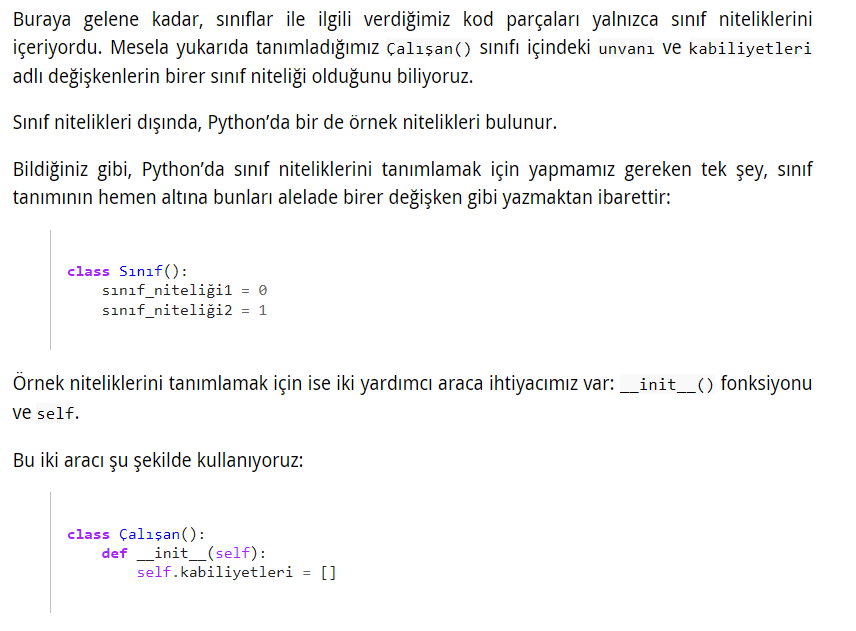 Buraya gelene kadar, sınıflar ile ilgili verdiğimiz kod parçaları yalnızca sınıf niteliklerini
içeriyordu. Mesela yukarıda tanımladığımız Çalışan() sınıfı içindeki unvanı ve kabiliyetleri
adlı değişkenlerin birer sınıf niteliği olduğunu biliyoruz.
Sınıf nitelikleri dışında, Python’da bir de örnek nitelikleri bulunur.
Bildiğiniz gibi, Python’da sınıf niteliklerini tanımlamak için yapmamız gereken tek şey, sınıf
tanımının hemen altına bunları alelade birer değişken gibi yazmaktan ibarettir:
class Sınıf():
    sınıf_niteliği1 = 0
    sınıf_niteliği2 = 1
Örnek niteliklerini tanımlamak için ise iki yardımcı araca ihtiyacımız var: __init__() fonksiyonu
ve self.
Bu iki aracı şu şekilde kullanıyoruz:
class Çalışan():
    def __init__(self):
        self.kabiliyetleri = []